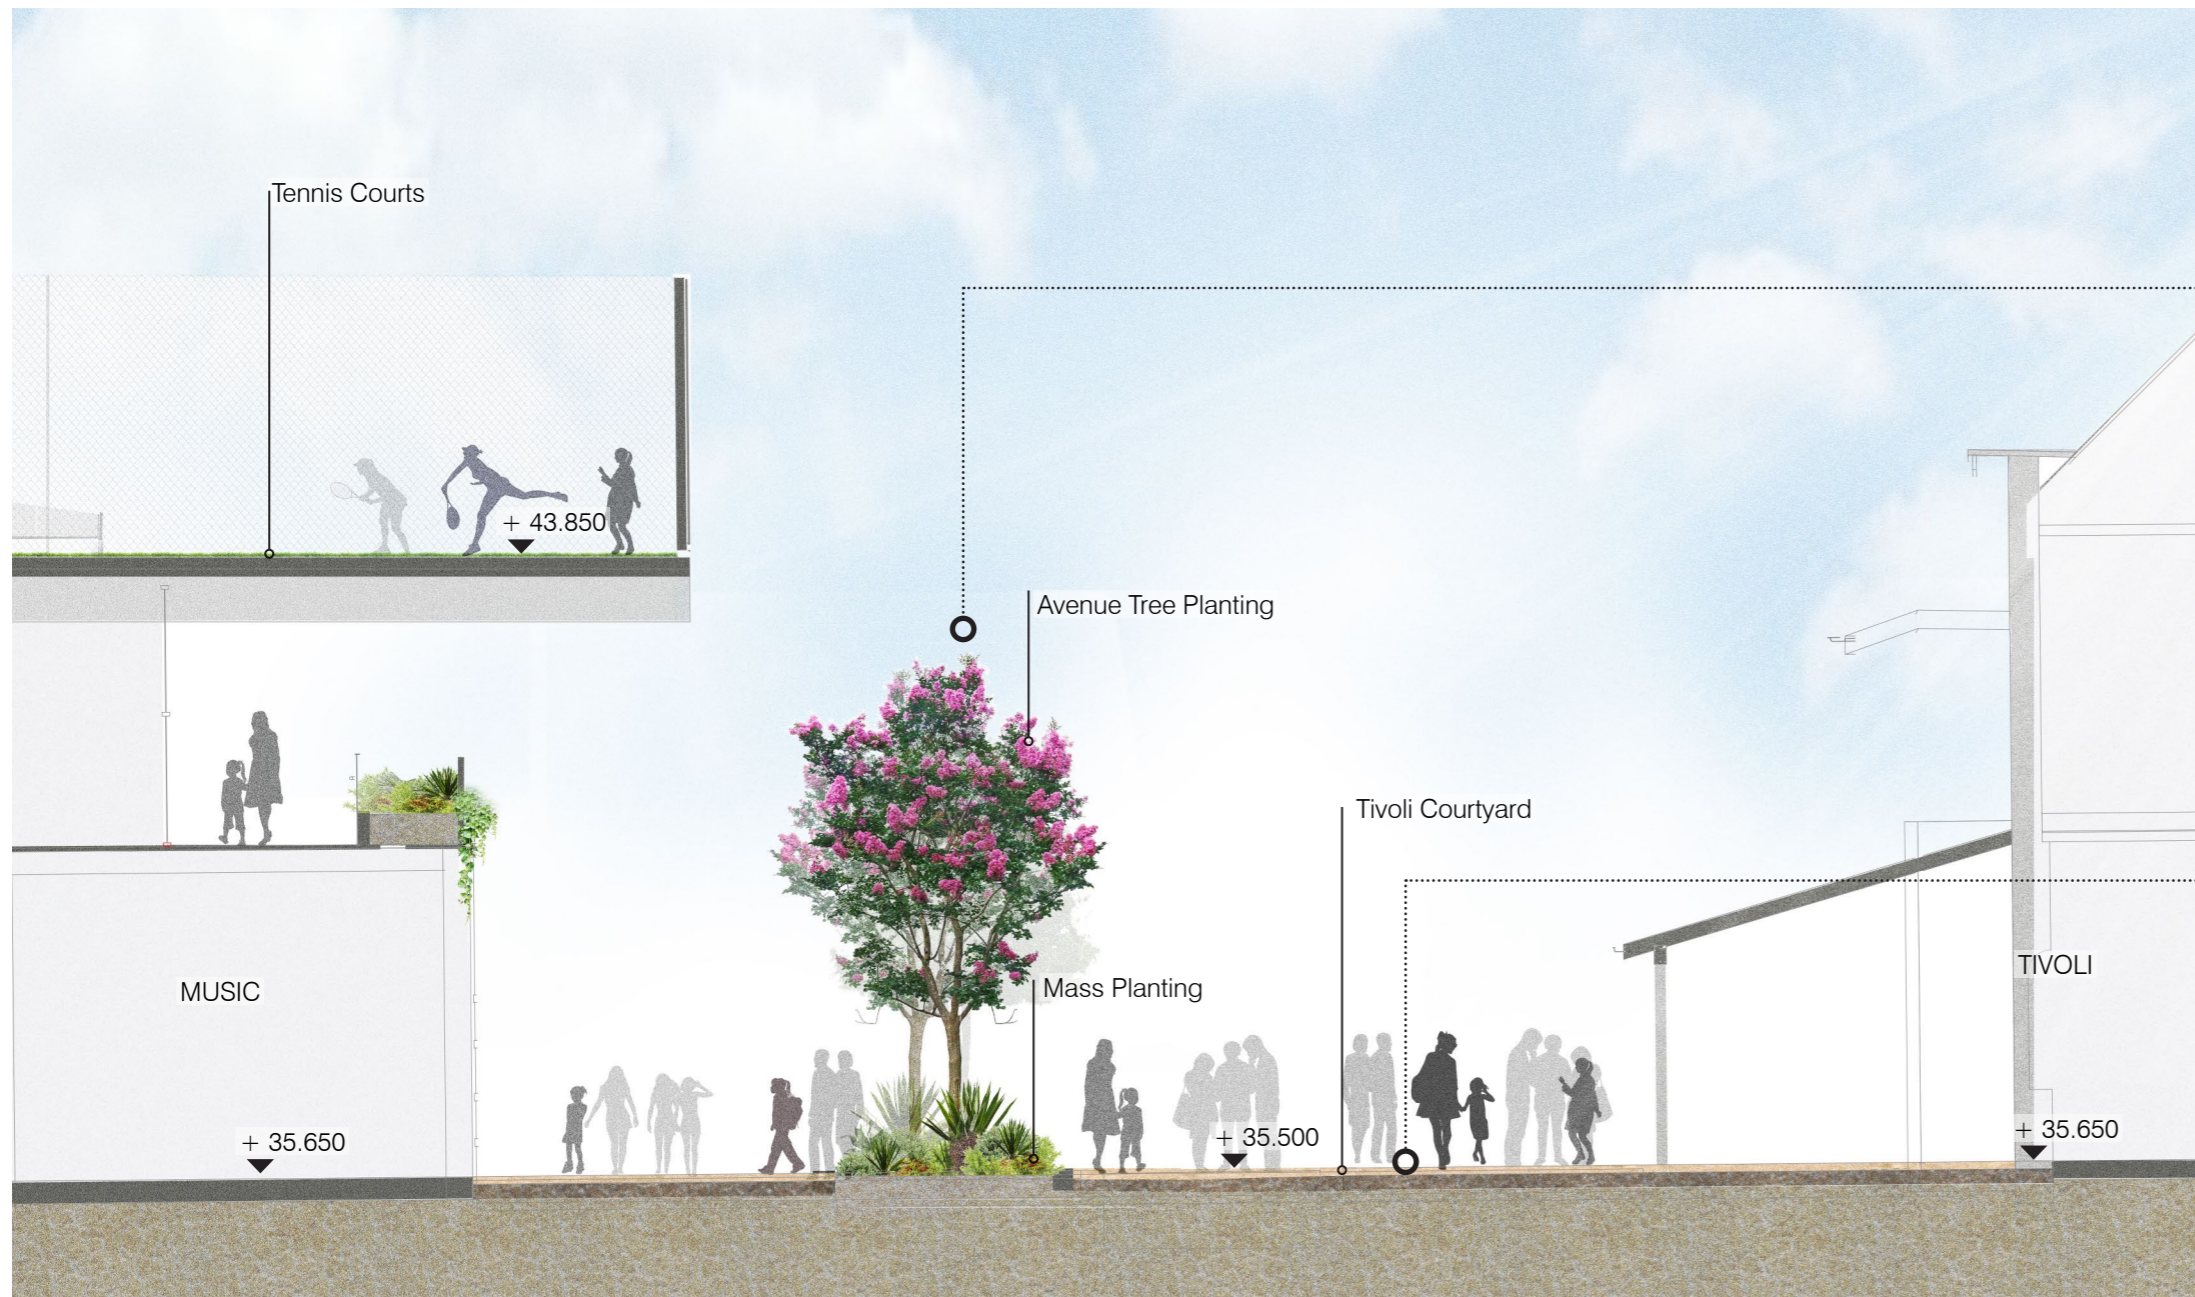 Tennis Courts
+ 43.850
Avenue Tree Planting
Tivoli Courtyard
TIVOLI
MUSIC
Mass Planting
+ 35.650
+ 35.500
+ 35.650